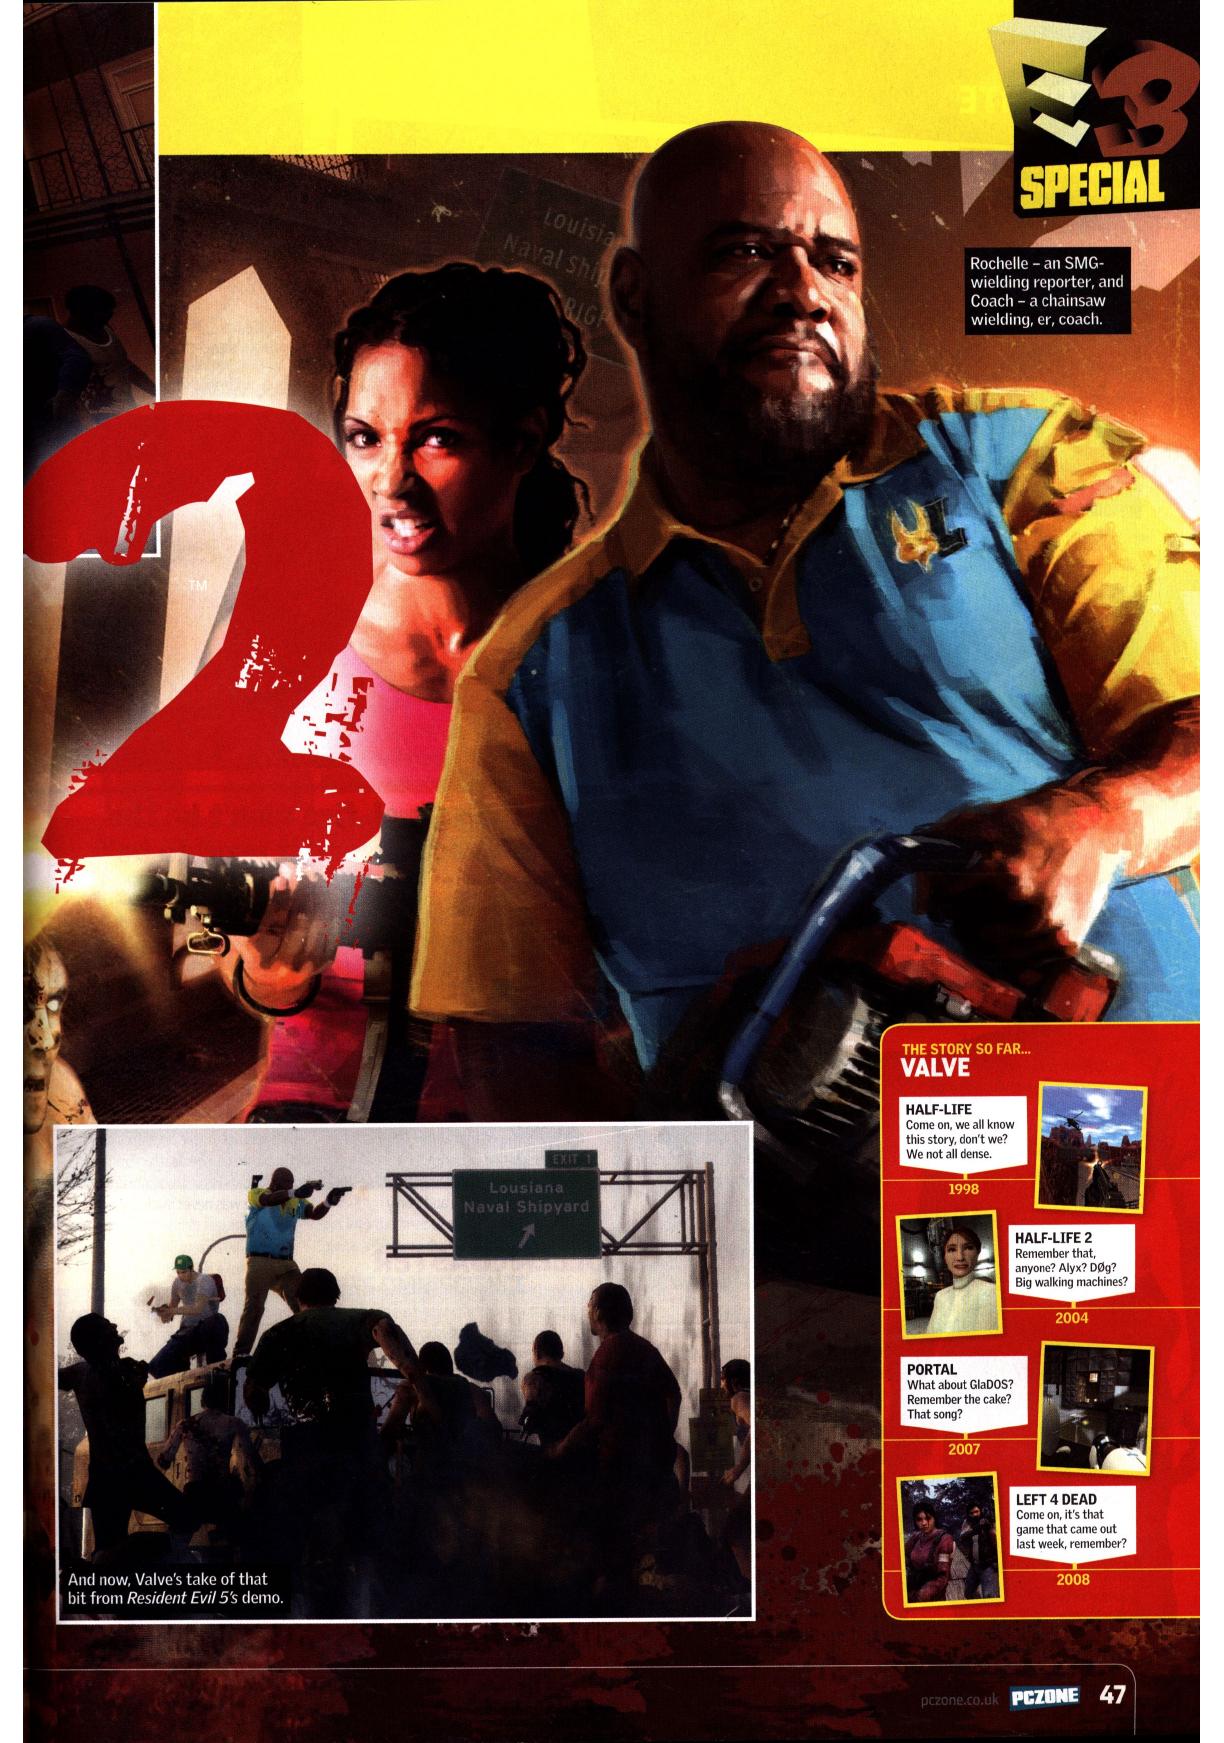 E3
SPECIAL
Rochelle – an SMG-
wielding reporter, and
Coach – a chainsaw
wielding, er, coach.
Louisia
Naval Ship
RIGH
L
2
TM
THE STORY SO FAR...
VALVE
HALF-LIFE
Come on, we all know
this story, don't we?
We not all dense.
1998
HALF-LIFE 2
Remember that,
anyone? Alyx? DØg?
Big walking machines?
2004
PORTAL
What about GlaDOS?
Remember the cake?
That song?
2007
LEFT 4 DEAD
Come on, it's that
game that came out
last week, remember?
2008
EXIT 1
Lousiana
Naval Shipyard
And now, Valve's take of that
bit from Resident Evil 5's demo.
pczone.co.uk PCZONE 47